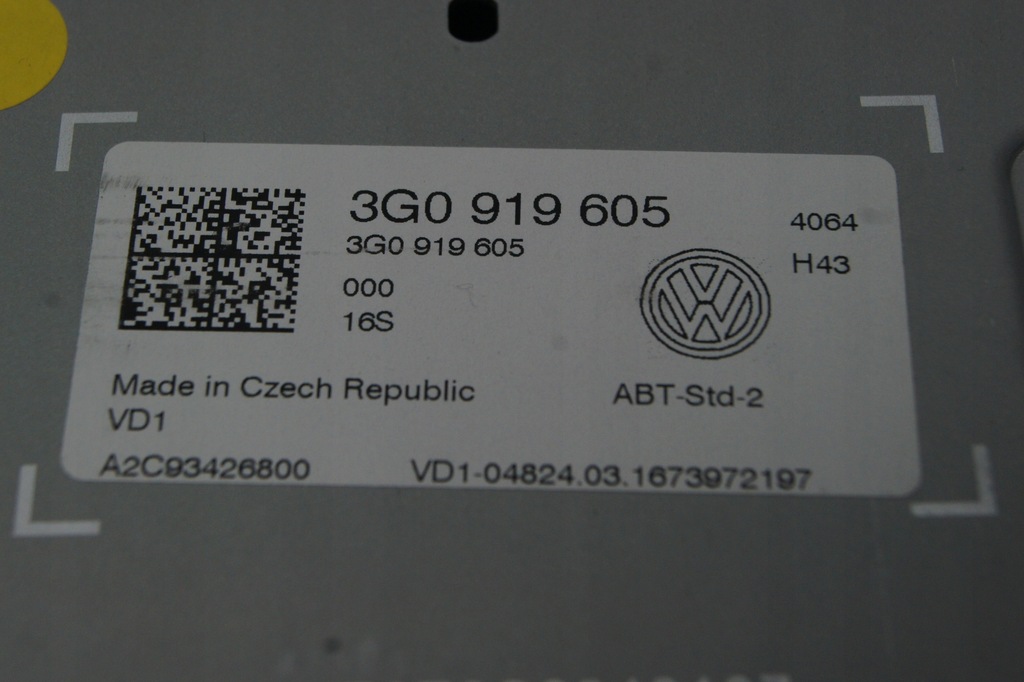 3G0 919 605
3G0 919 605
000
16S
4064
H43
Made in Czech Republic
VD1
ABT-Std-2
A2C93426800
VD1-04824.03.1673972197